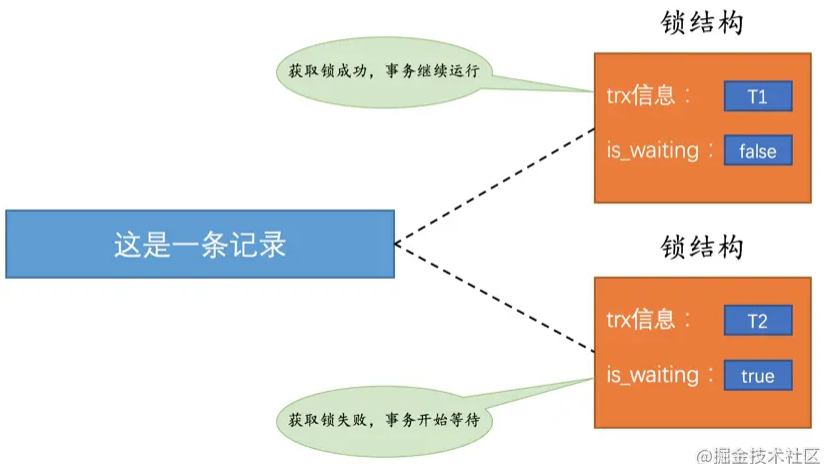 锁结构
获取锁成功，事务继续运行
trx信息： T1
is_waiting： false
这是一条记录
锁结构
trx信息： T2
is_waiting： true
获取锁失败，事务开始等待
@掘金技术社区